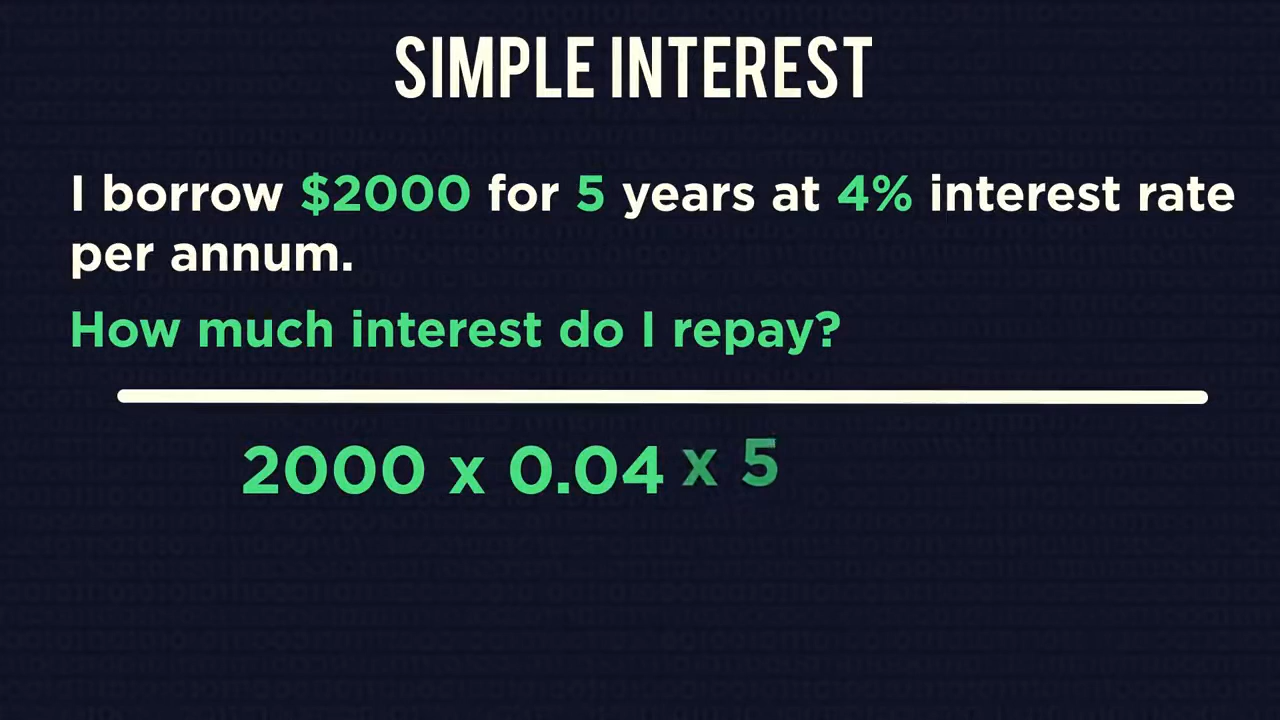 SIMPLE INTEREST
I borrow $2000 for 5 years at 4% interest rate
per annum.
How much interest do I repay?
2000 x 0.04 x 5